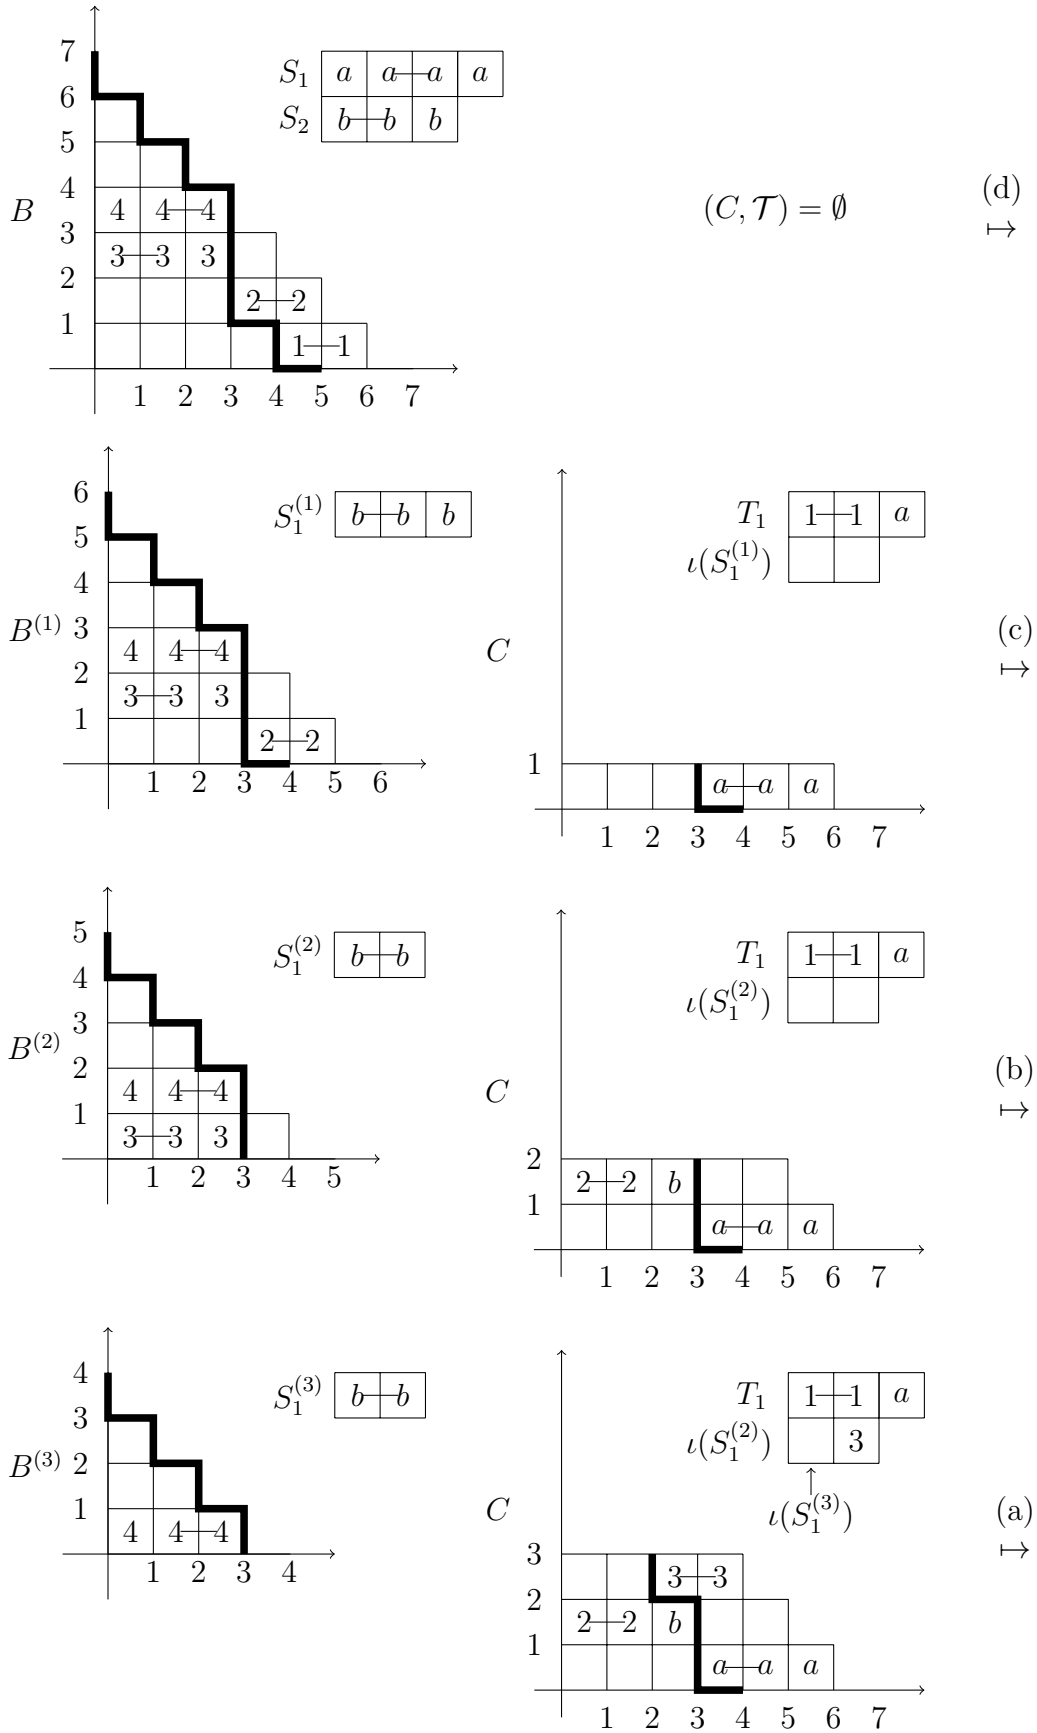 7
S₁ a a a a
6
S₂ b b b
5
4
(d)
B 4 4 4 (C, 𝒯) = ∅ ↦
3
3 3 3
2
2 2
1
1 1
1 2 3 4 5 6 7
6
S₁⁽¹⁾ b b b T₁ 1 1 a
5
ι(S₁⁽¹⁾)
4
B⁽¹⁾ 3 (c)
4 4 4 C ↦
2
3 3 3
1
2 2 1 a a a
1 2 3 4 5 6
1 2 3 4 5 6 7
5
S₁⁽²⁾ b b T₁ 1 1 a
4
ι(S₁⁽²⁾)
3
B⁽²⁾ 2 (b)
4 4 4 C ↦
1
3 3 3
1 2 3 4 5
2
2 2 b
1
a a a
1 2 3 4 5 6 7
4
S₁⁽³⁾ b b T₁ 1 1 a
3
ι(S₁⁽²⁾) 3
B⁽³⁾ 2
1
ι(S₁⁽³⁾)
4 4 4 C (a)
↦
1 2 3 4
3
3 3
2
2 2 b
1
a a a
1 2 3 4 5 6 7